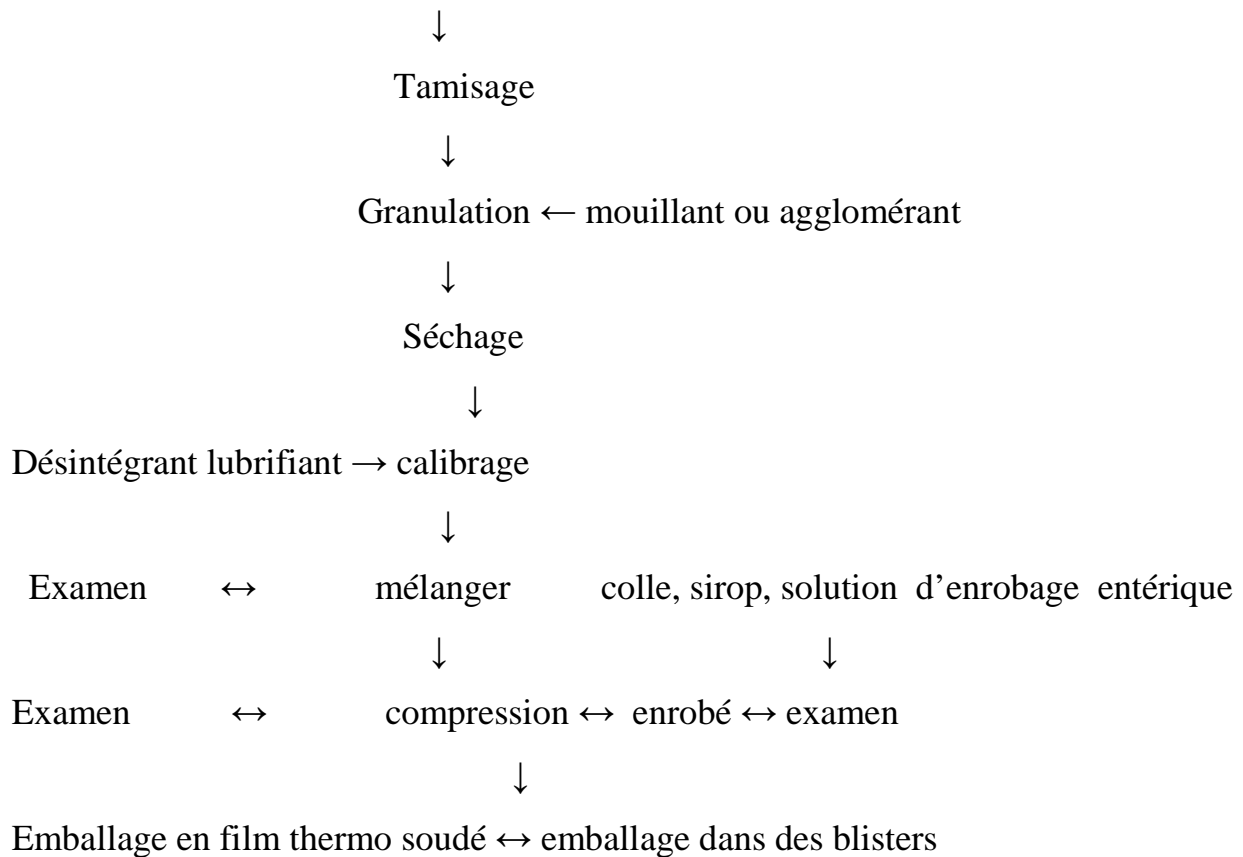 ↓
Tamisage
↓
Granulation ← mouillant ou agglomérant
↓
Séchage
↓
Désintégrant lubrifiant → calibrage
↓
Examen ↔ mélanger colle, sirop, solution d’enrobage entérique
↓ ↓
Examen ↔ compression ↔ enrobé ↔ examen
↓
Emballage en film thermo soudé ↔ emballage dans des blisters